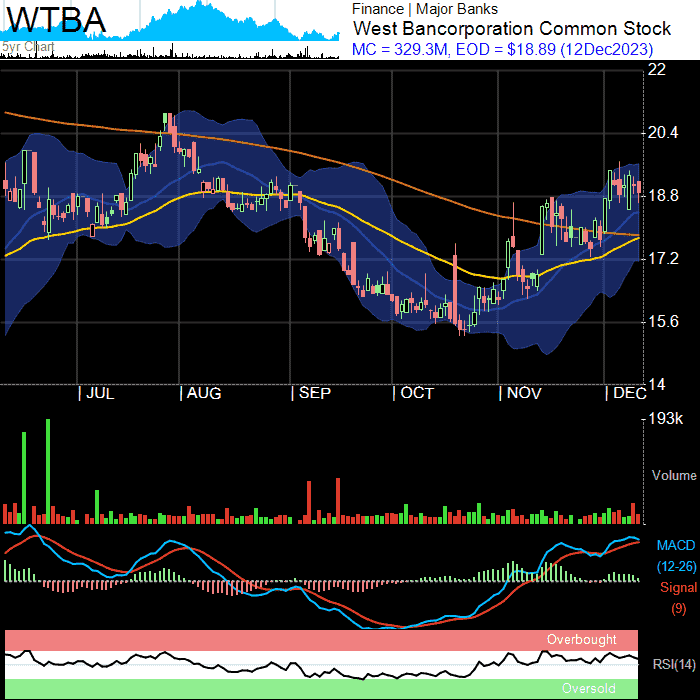 WTBA
5yr Chart
Finance | Major Banks
West Bancorporation Common Stock
MC = 329.3M, EOD = $18.89 (12Dec2023)
22
20.4
18.8
17.2
15.6
14
| JUL | AUG | SEP | OCT | NOV | DEC
193k
Volume
MACD
(12-26)
Signal
(9)
Overbought
RSI(14)
Oversold